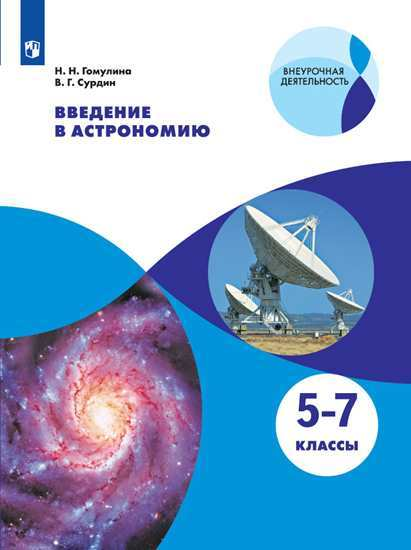 Н. Н. Гомулина
В. Г. Сурдин
ВВЕДЕНИЕ
В АСТРОНОМИЮ
ВНЕУРОЧНАЯ
ДЕЯТЕЛЬНОСТЬ
5–7
КЛАССЫ